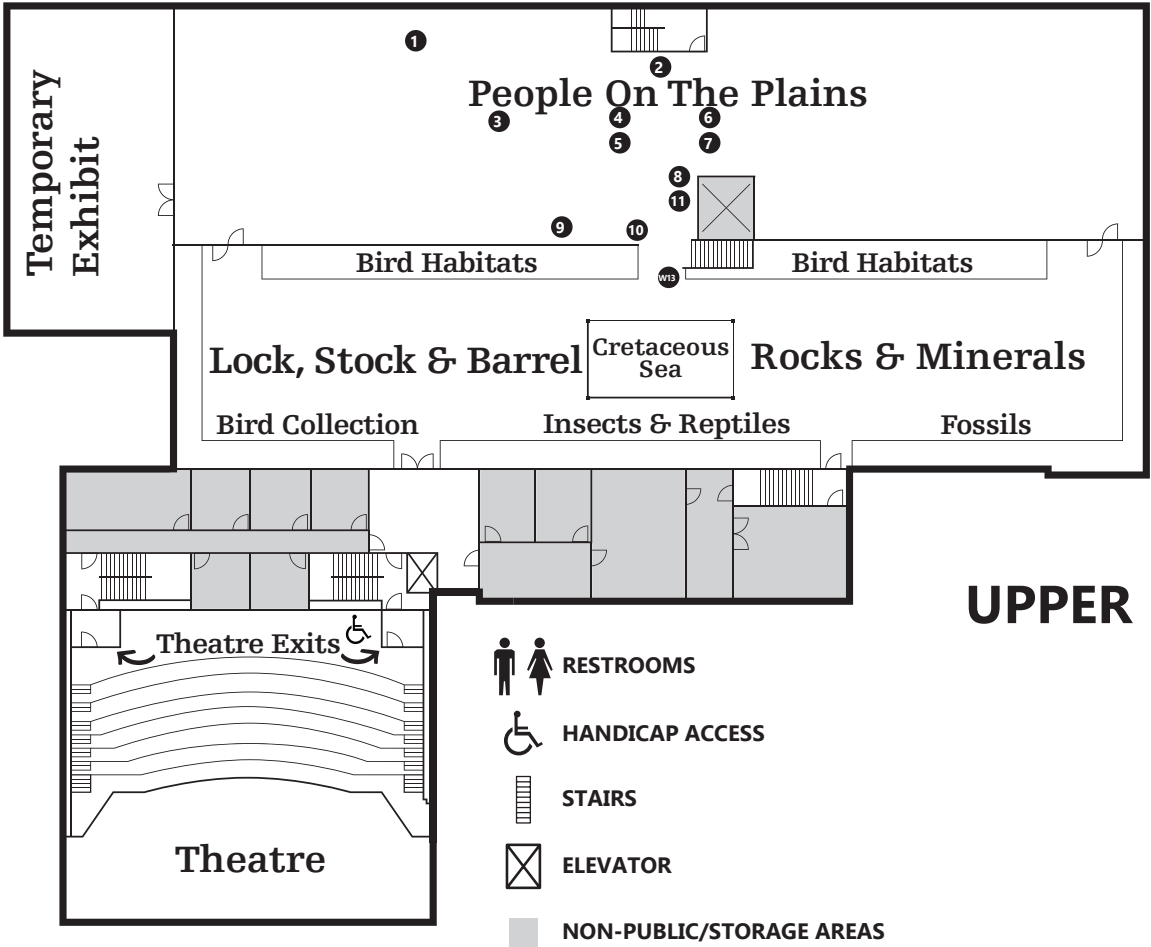 1
2
Temporary
Exhibit
People On The Plains
3
4
6
5
7
8
11
9
10
Bird Habitats
Bird Habitats
W13
Lock, Stock & Barrel
Cretaceous
Sea
Rocks & Minerals
Bird Collection
Insects & Reptiles
Fossils
UPPER
Theatre Exits
Theatre
RESTROOMS
HANDICAP ACCESS
STAIRS
ELEVATOR
NON-PUBLIC/STORAGE AREAS